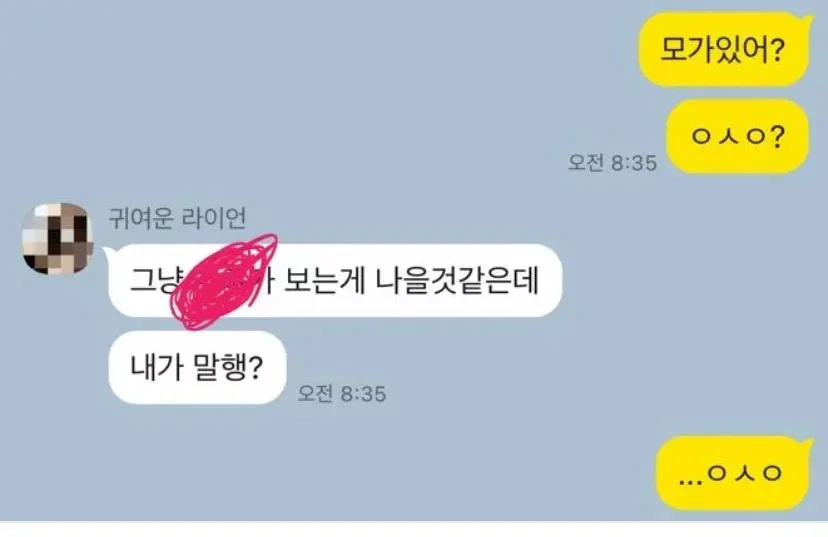 모가있어?
ㅇㅅㅇ?
오전 8:35
귀여운 라이언
그냥 보는게 나을것같은데
내가 말행?
오전 8:35
...ㅇㅅㅇ